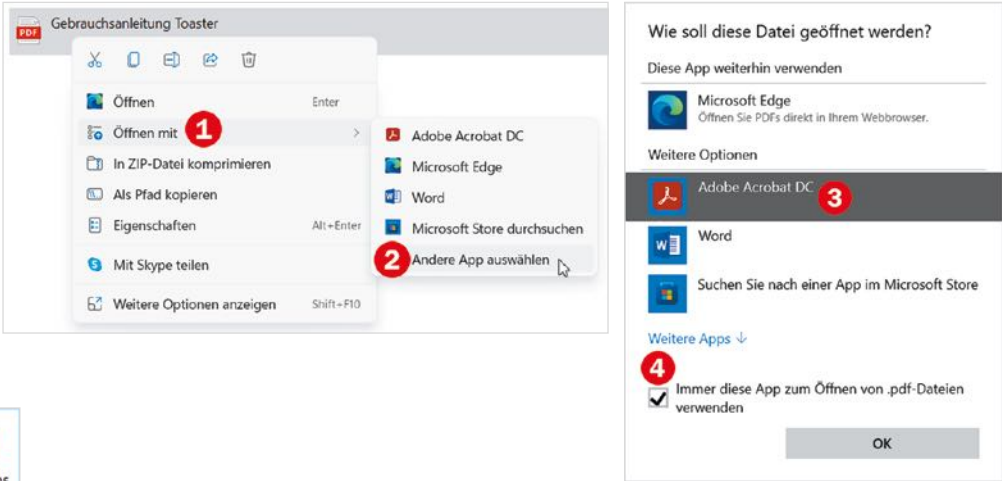 PDF
Gebrauchsanleitung Toaster
Öffnen Enter
Öffnen mit 1
In ZIP-Datei komprimieren
Als Pfad kopieren
Eigenschaften Alt+Enter
Mit Skype teilen
Weitere Optionen anzeigen Shift+F10
Adobe Acrobat DC
Microsoft Edge
Word
Microsoft Store durchsuchen
2 Andere App auswählen
Wie soll diese Datei geöffnet werden?
Diese App weiterhin verwenden
Microsoft Edge
Öffnen Sie PDFs direkt in Ihrem Webbrowser.
Weitere Optionen
Adobe Acrobat DC 3
Word
Suchen Sie nach einer App im Microsoft Store
Weitere Apps
4
Immer diese App zum Öffnen von .pdf-Dateien
verwenden
OK